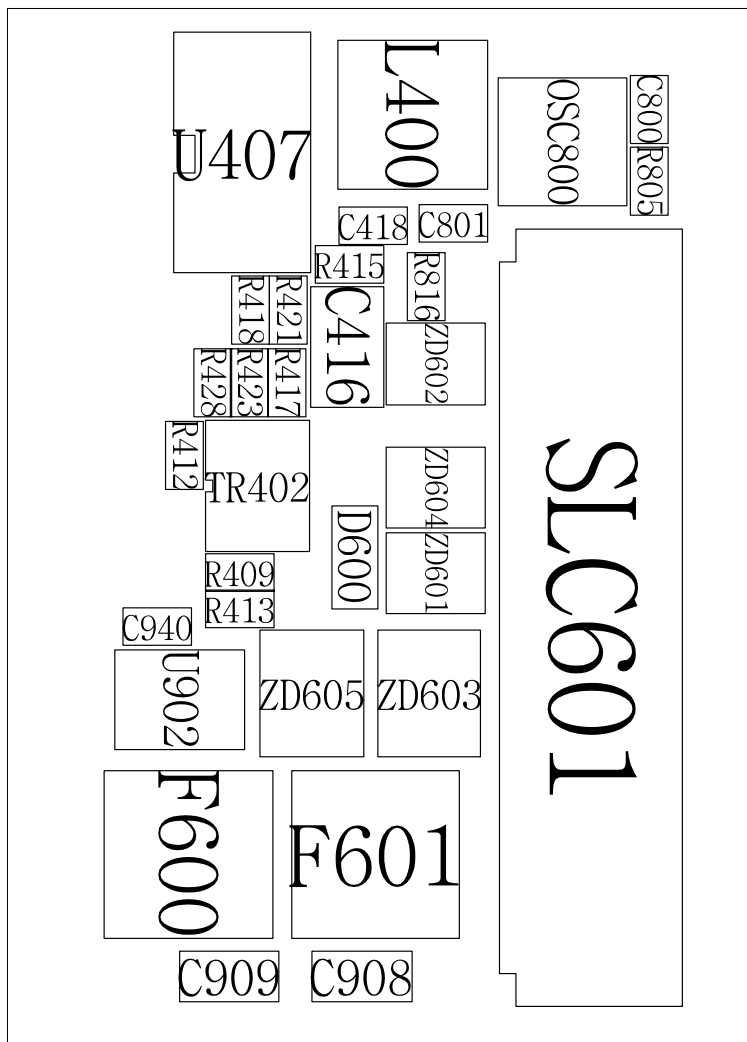 U407
L400
OSC800
C800
R805
C418
C801
R415
R816
R418
R421
C416
ZD602
R428
R423
R417
R412
TR402
ZD604
SLC601
D600
ZD601
R409
R413
C940
U902
ZD605
ZD603
F600
F601
C909
C908